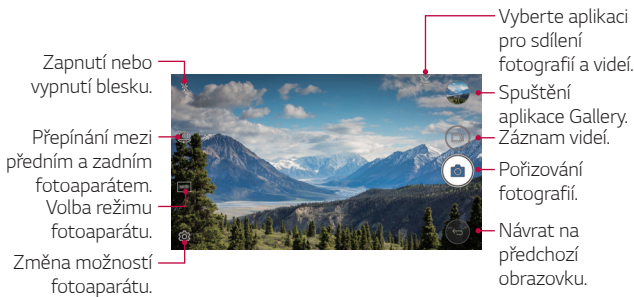 Zapnutí nebo
vypnutí blesku.
Přepínání mezi
předním a zadním
fotoaparátem.
Volba režimu
fotoaparátu.
Změna možností
fotoaparátu.
Vyberte aplikaci
pro sdílení
fotografií a videí.
Spuštění
aplikace Gallery.
Záznam videí.
Pořizování
fotografií.
Návrat na
předchozí
obrazovku.